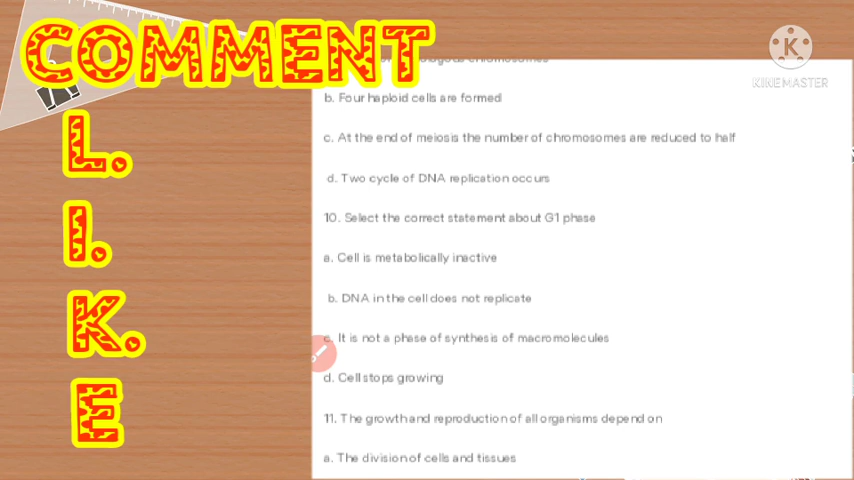 COMMENT
L.
I.
K.
E
K
KINEMASTER
chromosomes
b. Four haploid cells are formed
c. At the end of meiosis the number of chromosomes are reduced to half
d. Two cycle of DNA replication occurs
10. Select the correct statement about G1 phase
a. Cell is metabolically inactive
b. DNA in the cell does not replicate
c. It is not a phase of synthesis of macromolecules
d. Cell stops growing
11. The growth and reproduction of all organisms depend on
a. The division of cells and tissues